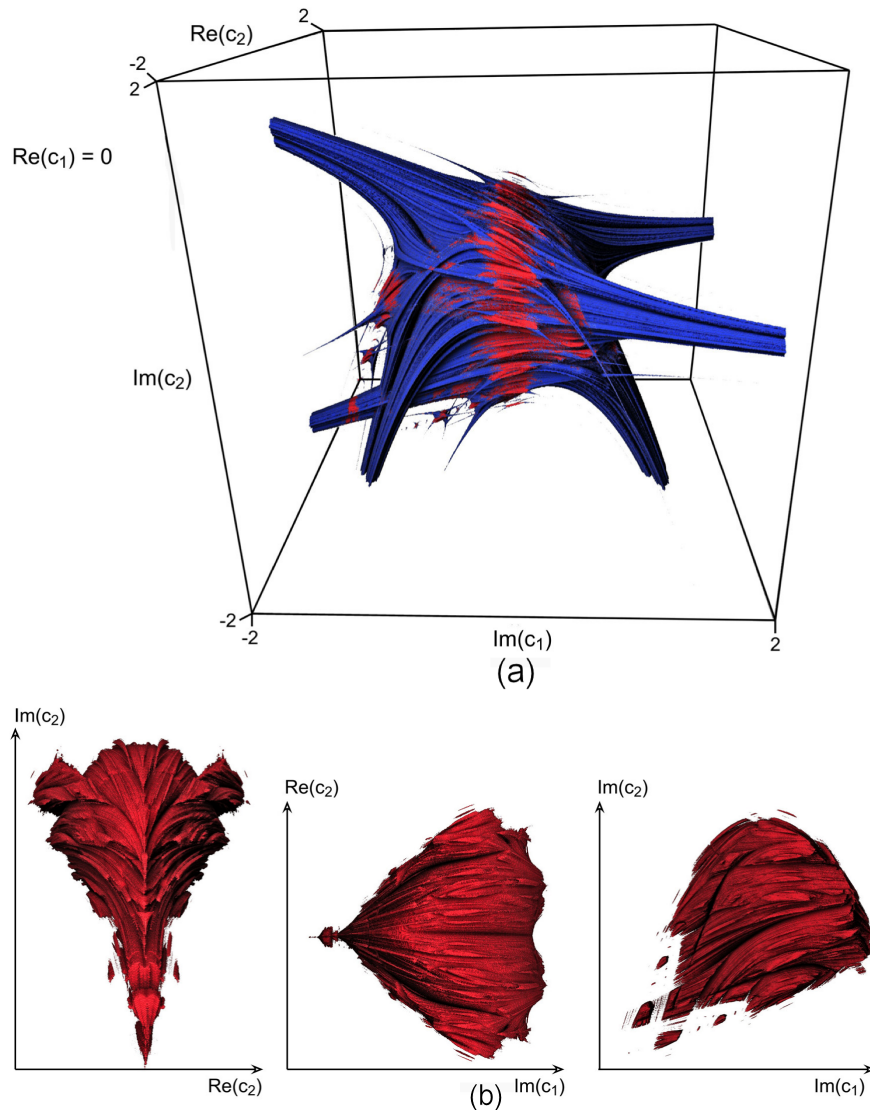 2
Re(c₂)
-2
2
Re(c₁) = 0
Im(c₂)
-2
-2
Im(c₁)
2
(a)
Im(c₂)
Re(c₂)
Re(c₂)
Im(c₁)
Im(c₂)
Im(c₁)
(b)